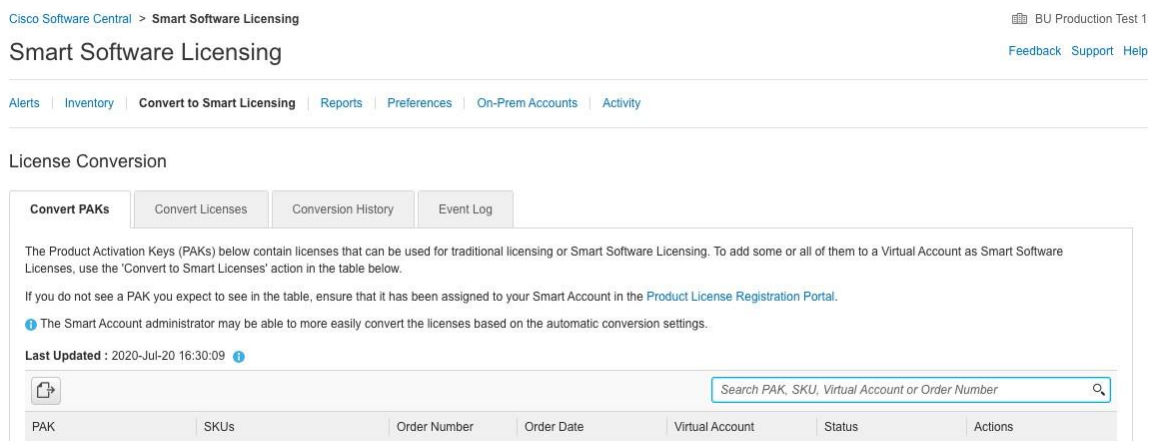 Cisco Software Central > Smart Software Licensing
BU Production Test 1
Smart Software Licensing
Feedback Support Help
Alerts | Inventory | Convert to Smart Licensing | Reports | Preferences | On-Prem Accounts | Activity
License Conversion
Convert PAKs Convert Licenses Conversion History Event Log
The Product Activation Keys (PAKs) below contain licenses that can be used for traditional licensing or Smart Software Licensing. To add some or all of them to a Virtual Account as Smart Software
Licenses, use the 'Convert to Smart Licenses' action in the table below.
If you do not see a PAK you expect to see in the table, ensure that it has been assigned to your Smart Account in the Product License Registration Portal.
The Smart Account administrator may be able to more easily convert the licenses based on the automatic conversion settings.
Last Updated : 2020-Jul-20 16:30:09
Search PAK, SKU, Virtual Account or Order Number
PAK SKUs Order Number Order Date Virtual Account Status Actions